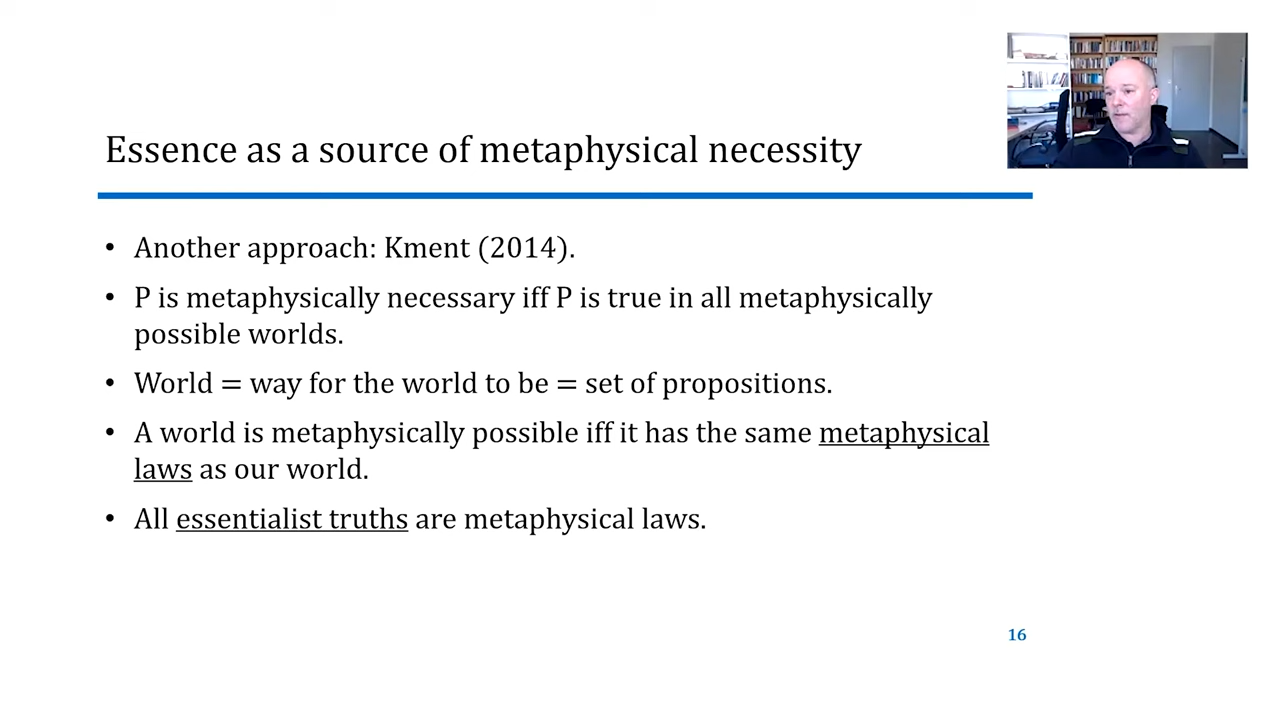 Essence as a source of metaphysical necessity
• Another approach: Kment (2014).
• P is metaphysically necessary iff P is true in all metaphysically
possible worlds.
• World = way for the world to be = set of propositions.
• A world is metaphysically possible iff it has the same metaphysical
laws as our world.
• All essentialist truths are metaphysical laws.
16